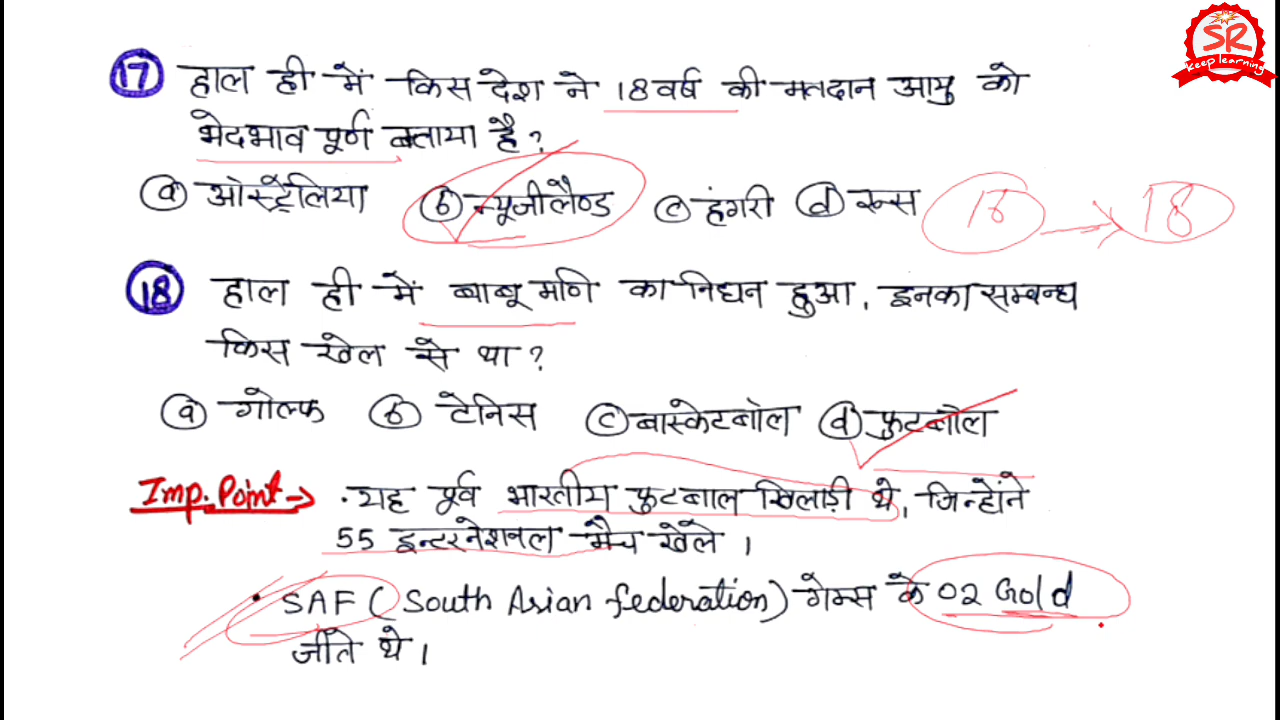 SR
keep learning
17 हाल ही में किस देश ने 18 वर्ष की मतदान आयु को
भेदभाव पूर्ण बताया है?
a ओस्ट्रेलिया b न्यूजीलैण्ड c हंगरी d रूस 16 → 18
18 हाल ही में बाबू मणि का निधन हुआ, इनका सम्बन्ध
किस खेल से था?
a गोल्फ b टेनिस c बास्केटबॉल d फुटबॉल
Imp. Point → . यह पूर्व भारतीय फुटबाल खिलाड़ी थे, जिन्होंने
55 इन्टरनेशनल मैच खेले ।
• SAF (South Asian federation) गेम्स के 02 Gold
जीते थे ।